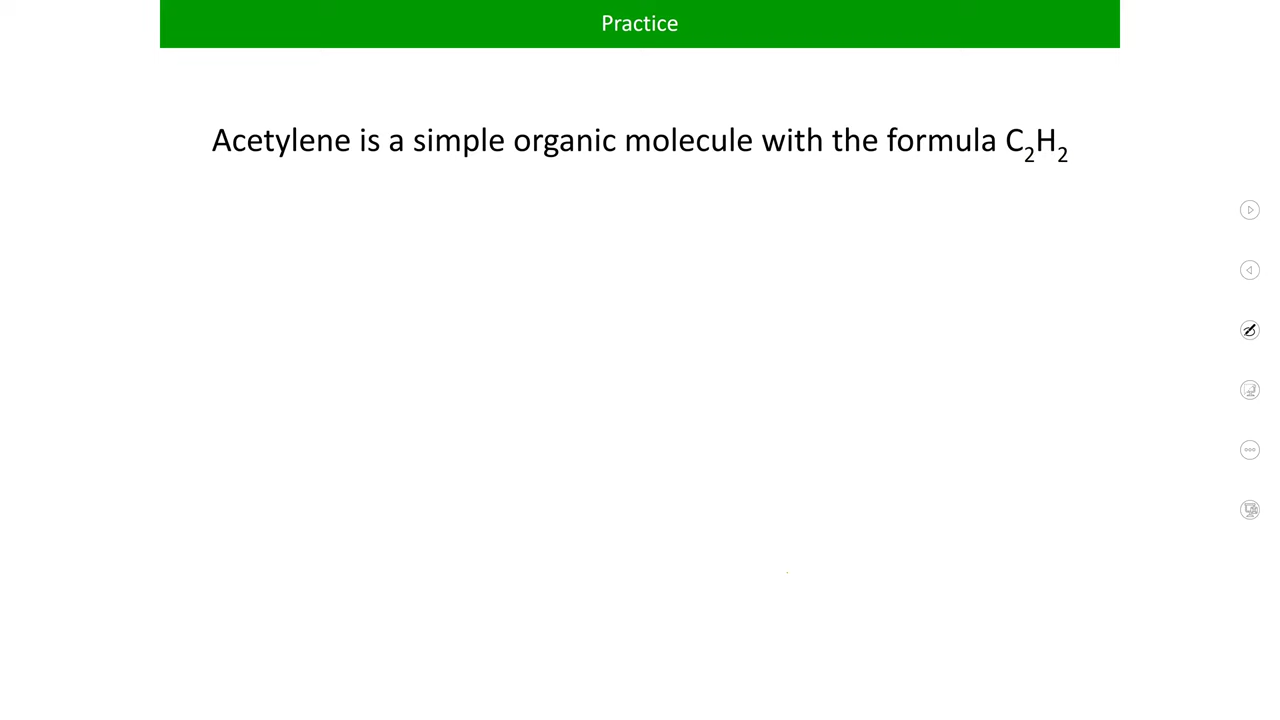 Practice
Acetylene is a simple organic molecule with the formula C₂H₂